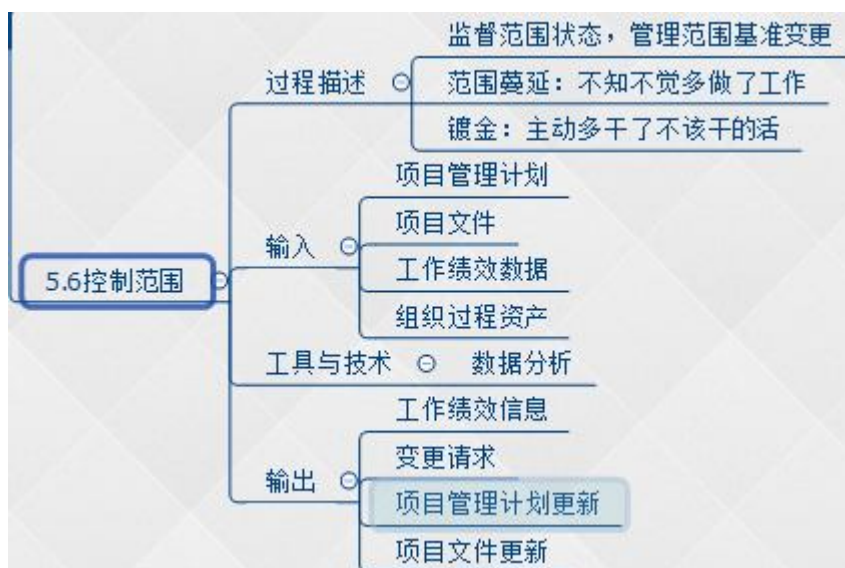 5.6控制范围
过程描述
监督范围状态，管理范围基准变更
范围蔓延：不知不觉多做了工作
镀金：主动多干了不该干的活
输入
项目管理计划
项目文件
工作绩效数据
组织过程资产
工具与技术
数据分析
输出
工作绩效信息
变更请求
项目管理计划更新
项目文件更新